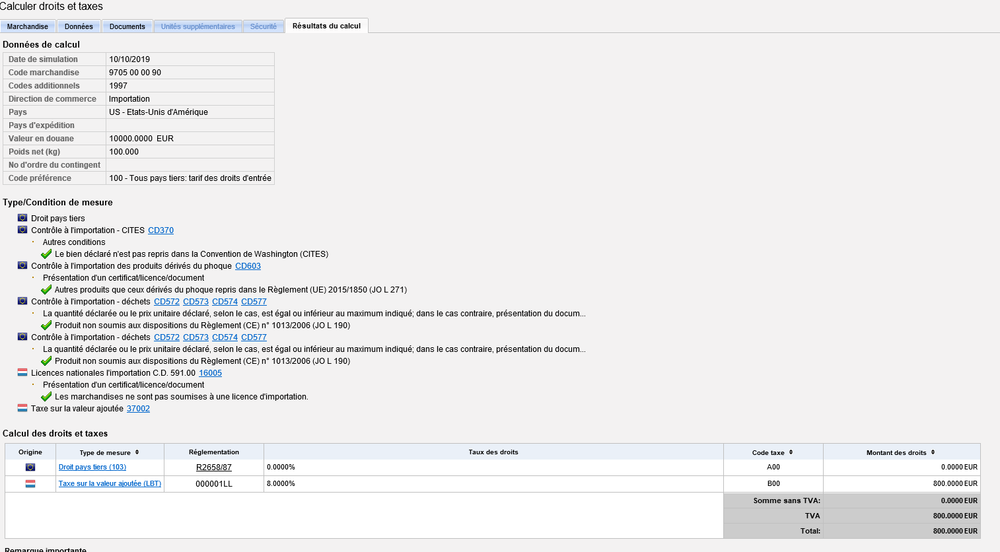 Calculer droits et taxes
Marchandise Données Documents Unités supplémentaires Sécurité Résultats du calcul
Données de calcul
Date de simulation 10/10/2019
Code marchandise 9705 00 00 90
Codes additionnels 1997
Direction de commerce Importation
Pays US - Etats-Unis d'Amérique
Pays d'expédition
Valeur en douane 10000.0000 EUR
Poids net (kg) 100.000
No d'ordre du contingent
Code préférence 100 - Tous pays tiers: tarif des droits d'entrée
Type/Condition de mesure
Droit pays tiers
Contrôle à l'importation - CITES CD370
Autres conditions
Le bien déclaré n'est pas repris dans la Convention de Washington (CITES)
Contrôle à l'importation des produits dérivés du phoque CD603
Présentation d'un certificat/licence/document
Autres produits que ceux dérivés du phoque repris dans le Règlement (UE) 2015/1850 (JO L 271)
Contrôle à l'importation - déchets CD572 CD573 CD574 CD577
La quantité déclarée ou le prix unitaire déclaré, selon le cas, est égal ou inférieur au maximum indiqué; dans le cas contraire, présentation du docum...
Produit non soumis aux dispositions du Règlement (CE) n° 1013/2006 (JO L 190)
Contrôle à l'importation - déchets CD572 CD573 CD574 CD577
La quantité déclarée ou le prix unitaire déclaré, selon le cas, est égal ou inférieur au maximum indiqué; dans le cas contraire, présentation du docum...
Produit non soumis aux dispositions du Règlement (CE) n° 1013/2006 (JO L 190)
Licences nationales l'importation C.D. 591.00 16005
Présentation d'un certificat/licence/document
Les marchandises ne sont pas soumises à une licence d'importation.
Taxe sur la valeur ajoutée 37002
Calcul des droits et taxes
Origine Type de mesure Réglementation Taux des droits Code taxe Montant des droits
Droit pays tiers (103) R2658/87 0.0000% A00 0.0000 EUR
Taxe sur la valeur ajoutée (LBT) 000001LL 8.0000% B00 800.0000 EUR
Somme sans TVA: 0.0000 EUR
TVA 800.0000 EUR
Total: 800.0000 EUR
Remarque importante